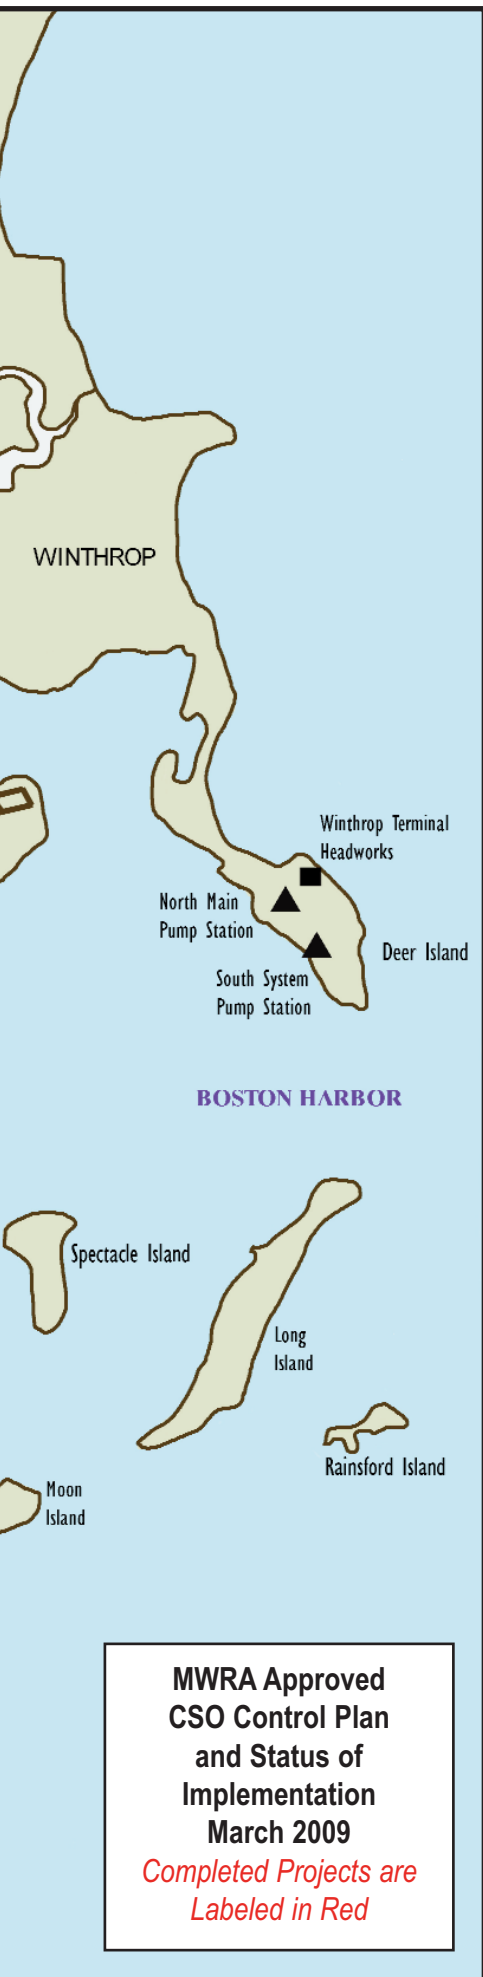 WINTHROP
Winthrop Terminal
Headworks
North Main
Pump Station
Deer Island
South System
Pump Station
BOSTON HARBOR
Spectacle Island
Long
Island
Rainsford Island
Moon
Island
MWRA Approved
CSO Control Plan
and Status of
Implementation
March 2009
Completed Projects are
Labeled in Red